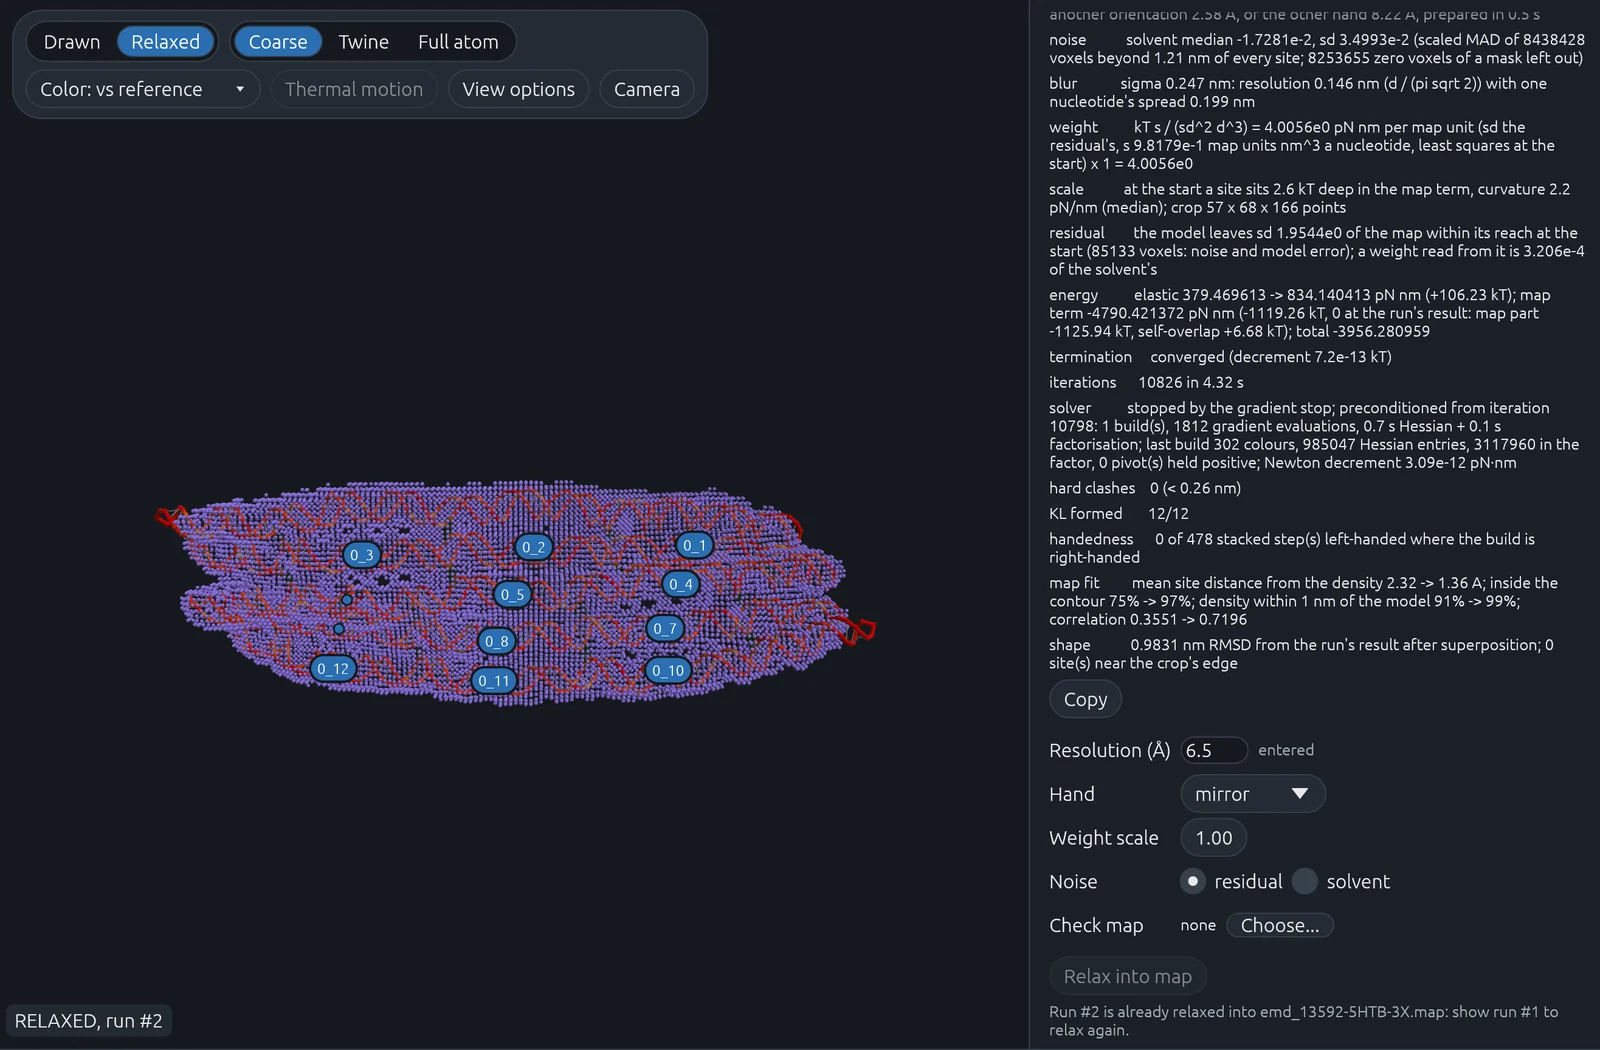 Drawn Relaxed Coarse Twine Full atom
Color: vs reference Thermal motion View options Camera
0_3
0_2
0_1
0_5
0_4
0_8
0_7
0_12
0_11
0_10
RELAXED, run #2
another orientation 2.58 A, or the other hand 8.22 A; prepared in 0.5 s
noise solvent median -1.7281e-2, sd 3.4993e-2 (scaled MAD of 8438428
voxels beyond 1.21 nm of every site; 8253655 zero voxels of a mask left out)
blur sigma 0.247 nm: resolution 0.146 nm (d / (pi sqrt 2)) with one
nucleotide's spread 0.199 nm
weight kT s / (sd^2 d^3) = 4.0056e0 pN nm per map unit (sd the
residual's, s 9.8179e-1 map units nm^3 a nucleotide, least squares at the
start) x 1 = 4.0056e0
scale at the start a site sits 2.6 kT deep in the map term, curvature 2.2
pN/nm (median); crop 57 x 68 x 166 points
residual the model leaves sd 1.9544e0 of the map within its reach at the
start (85133 voxels: noise and model error); a weight read from it is 3.206e-4
of the solvent's
energy elastic 379.469613 -> 834.140413 pN nm (+106.23 kT); map
term -4790.421372 pN nm (-1119.26 kT, 0 at the run's result: map part
-1125.94 kT, self-overlap +6.68 kT); total -3956.280959
termination converged (decrement 7.2e-13 kT)
iterations 10826 in 4.32 s
solver stopped by the gradient stop; preconditioned from iteration
10798: 1 build(s), 1812 gradient evaluations, 0.7 s Hessian + 0.1 s
factorisation; last build 302 colours, 985047 Hessian entries, 3117960 in the
factor, 0 pivot(s) held positive; Newton decrement 3.09e-12 pN·nm
hard clashes 0 (< 0.26 nm)
KL formed 12/12
handedness 0 of 478 stacked step(s) left-handed where the build is
right-handed
map fit mean site distance from the density 2.32 -> 1.36 A; inside the
contour 75% -> 97%; density within 1 nm of the model 91% -> 99%;
correlation 0.3551 -> 0.7196
shape 0.9831 nm RMSD from the run's result after superposition; 0
site(s) near the crop's edge
Copy
Resolution (Å) 6.5 entered
Hand mirror
Weight scale 1.00
Noise residual solvent
Check map none Choose...
Relax into map
Run #2 is already relaxed into emd_13592-5HTB-3X.map: show run #1 to
relax again.